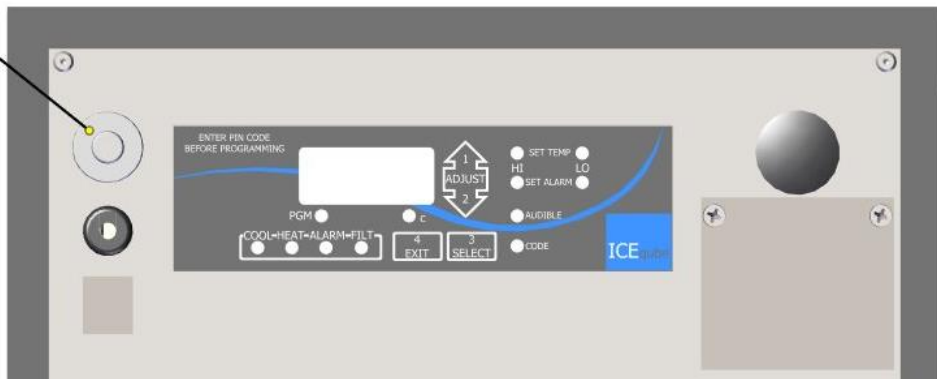 ENTER PIN CODE
BEFORE PROGRAMMING
1
ADJUST
2
SET TEMP
HI LO
SET ALARM
PGM
c
AUDIBLE
COOL HEAT ALARM FILT
4
EXIT
3
SELECT
CODE
ICEqube